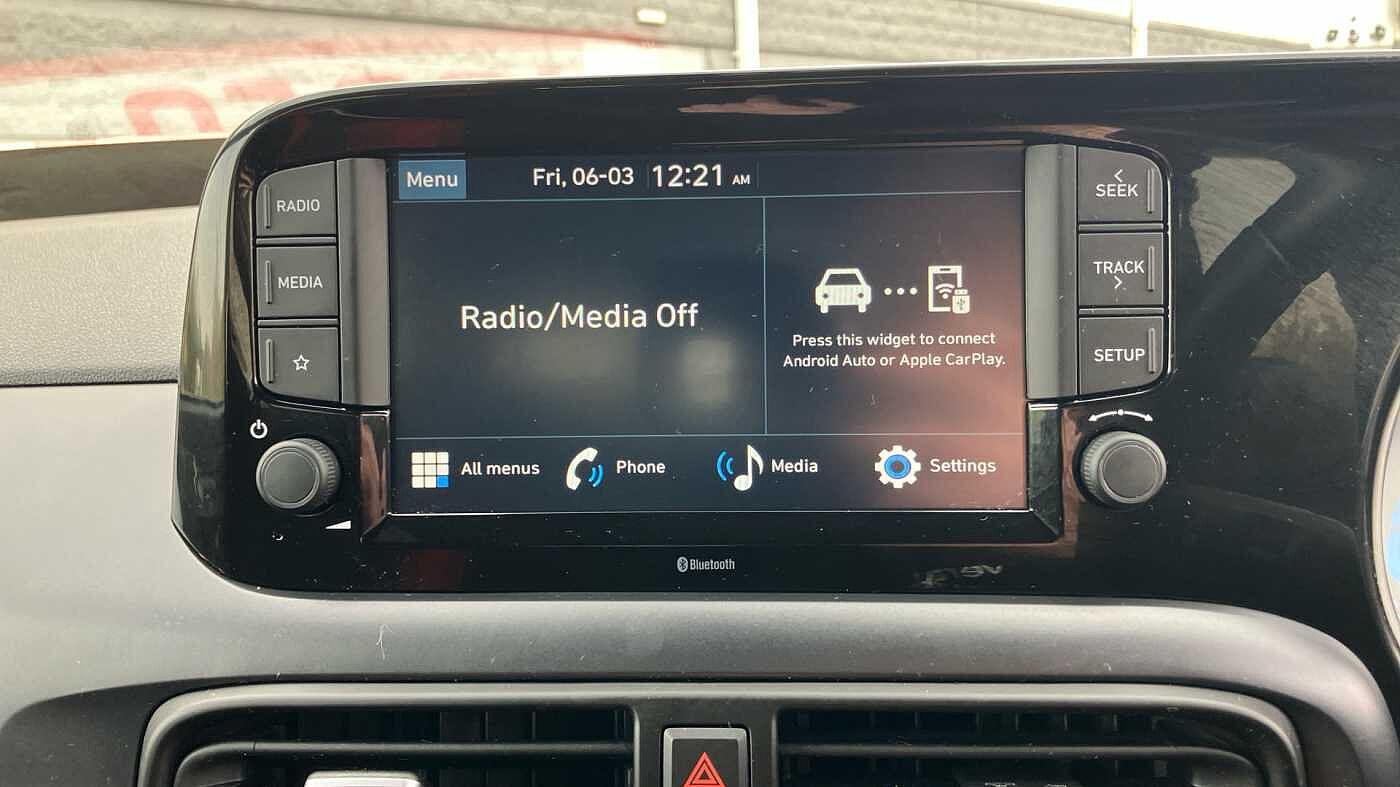 RADIO
MEDIA
Menu
Fri, 06-03 12:21 AM
Radio/Media Off
Press this widget to connect
Android Auto or Apple CarPlay.
All menus
Phone
Media
Settings
<
SEEK
TRACK
>
SETUP
Bluetooth